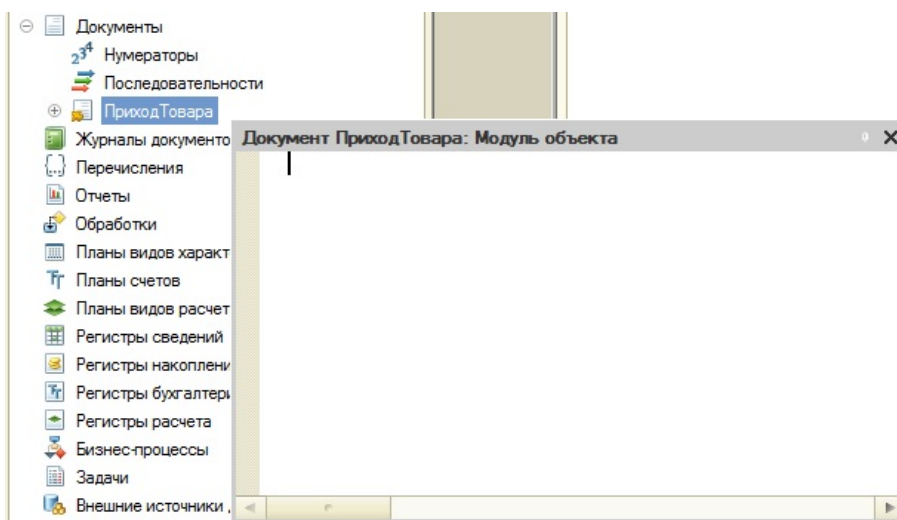 Документы
Нумераторы
Последовательности
ПриходТовара
Журналы документо
Документ ПриходТовара: Модуль объекта
Перечисления
Отчеты
Обработки
Планы видов характ
Планы счетов
Планы видов расчет
Регистры сведений
Регистры накоплени
Регистры бухгалтери
Регистры расчета
Бизнес-процессы
Задачи
Внешние источники